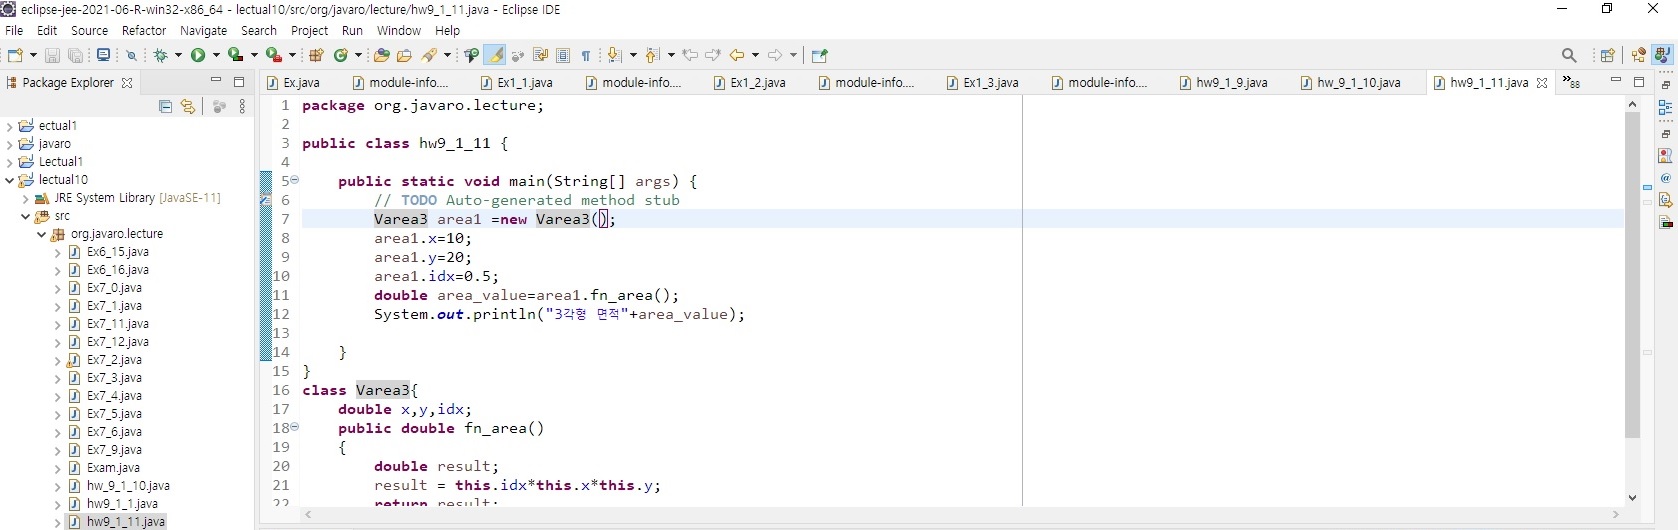 eclipse-jee-2021-06-R-win32-x86_64 - lectual10/src/org/javaro/lecture/hw9_1_11.java - Eclipse IDE
File Edit Source Refactor Navigate Search Project Run Window Help
Package Explorer
Ex.java module-info.... Ex1_1.java module-info.... Ex1_2.java module-info.... Ex1_3.java module-info.... hw9_1_9.java hw_9_1_10.java hw9_1_11.java »88
ectual1
javaro
Lectual1
lectual10
JRE System Library [JavaSE-11]
src
org.javaro.lecture
Ex6_15.java
Ex6_16.java
Ex7_0.java
Ex7_1.java
Ex7_11.java
Ex7_12.java
Ex7_2.java
Ex7_3.java
Ex7_4.java
Ex7_5.java
Ex7_6.java
Ex7_9.java
Exam.java
hw_9_1_10.java
hw9_1_1.java
hw9_1_11.java
1 package org.javaro.lecture;
2
3 public class hw9_1_11 {
4
5 public static void main(String[] args) {
6 // TODO Auto-generated method stub
7 Varea3 area1 =new Varea3();
8 area1.x=10;
9 area1.y=20;
10 area1.idx=0.5;
11 double area_value=area1.fn_area();
12 System.out.println("3각형 면적"+area_value);
13
14 }
15 }
16 class Varea3{
17 double x,y,idx;
18 public double fn_area()
19 {
20 double result;
21 result = this.idx*this.x*this.y;
22 return result;